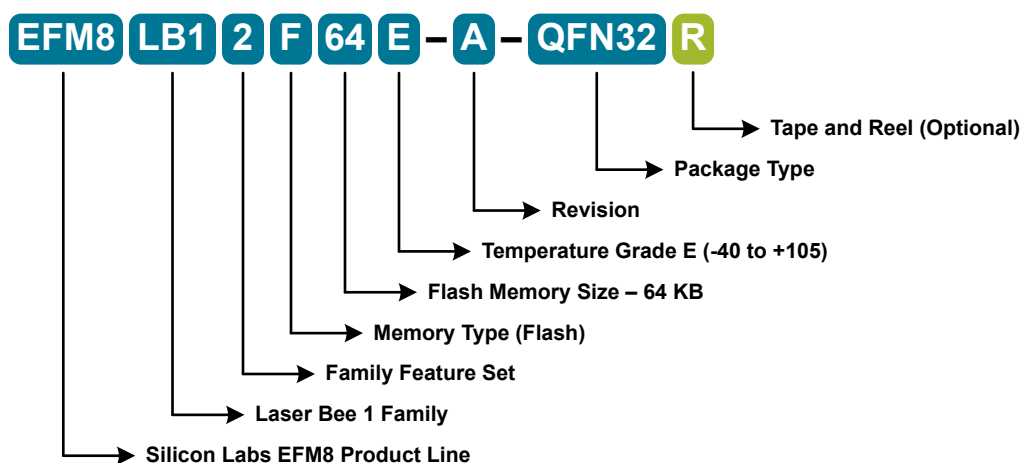 EFM8 LB1 2 F 64 E – A – QFN32 R
Tape and Reel (Optional)
Package Type
Revision
Temperature Grade E (-40 to +105)
Flash Memory Size – 64 KB
Memory Type (Flash)
Family Feature Set
Laser Bee 1 Family
Silicon Labs EFM8 Product Line